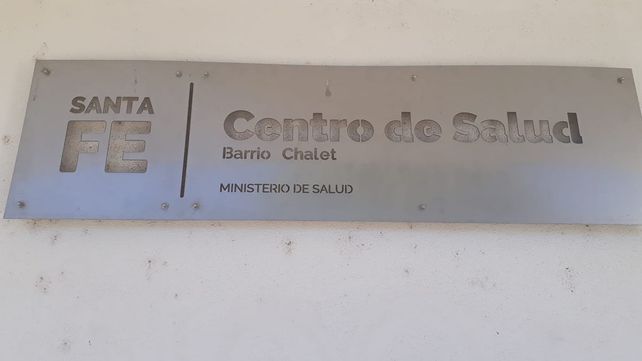 SANTA
FE
Centro de Salud
Barrio Chalet
MINISTERIO DE SALUD